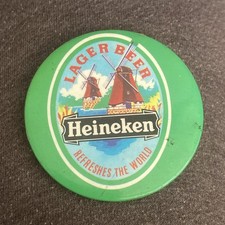 LAGER BEER
Heineken
REFRESHES THE WORLD